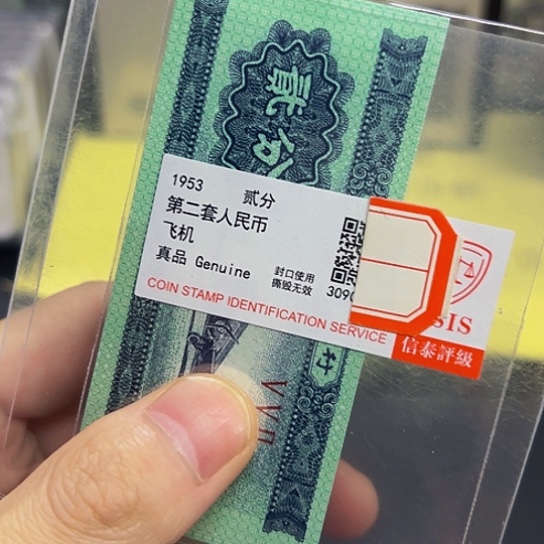 贰分
1953 贰分
第二套人民币
飞机
真品 Genuine
封口使用
撕毁无效
309
COIN STAMP IDENTIFICATION SERVICE
SIS
信泰評級